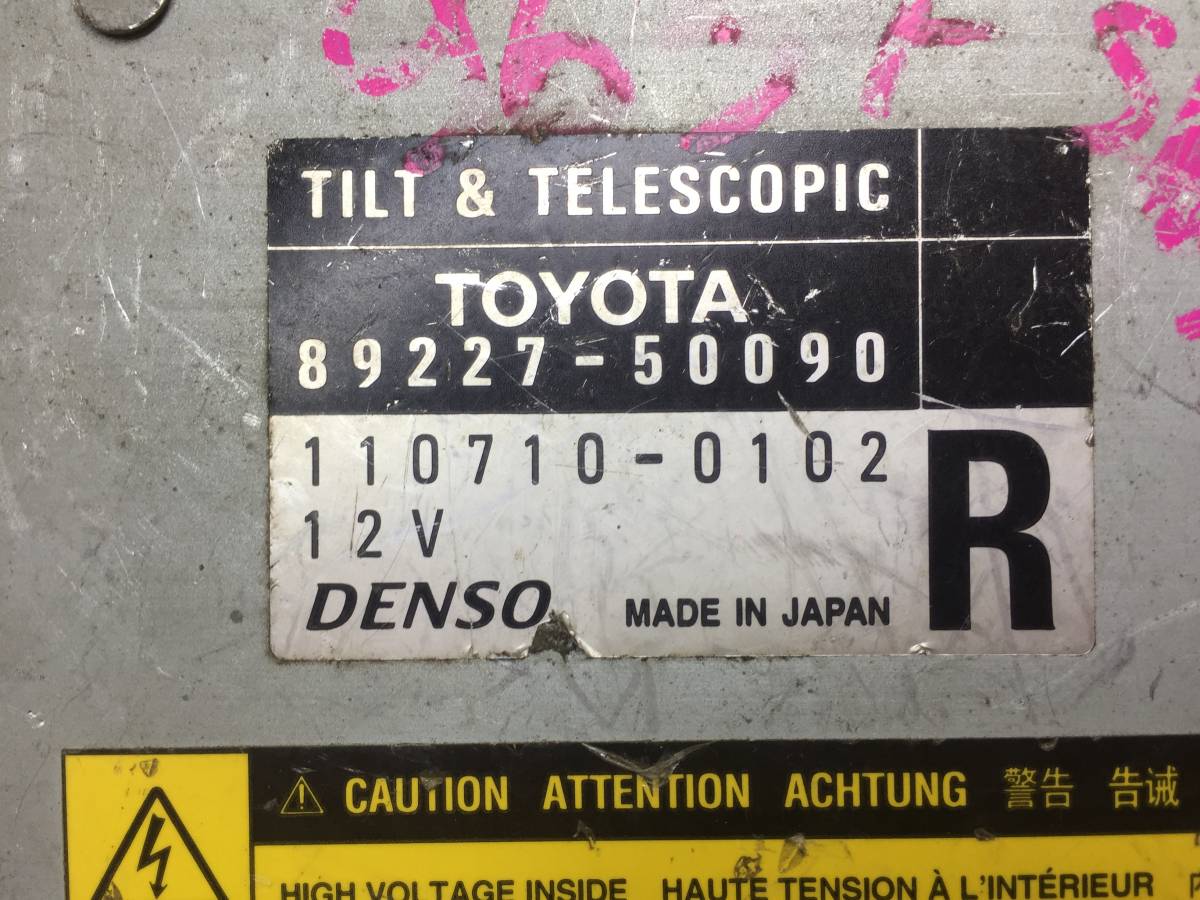 TILT & TELESCOPIC
TOYOTA
89227-50090
110710-0102
12V
R
DENSO MADE IN JAPAN
⚠ CAUTION ATTENTION ACHTUNG 警告 告诫
HIGH VOLTAGE INSIDE HAUTE TENSION À L'INTÉRIEUR